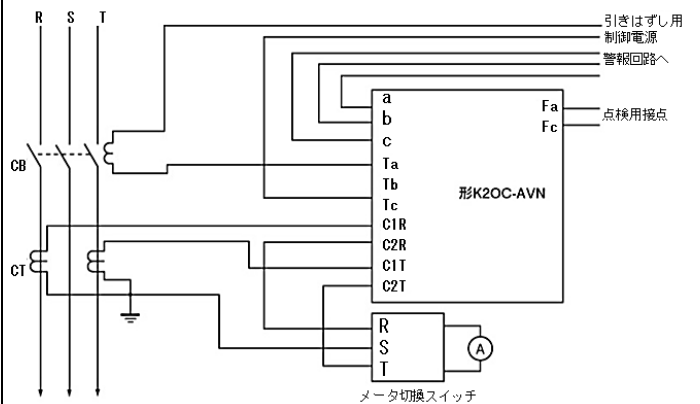 R S T
引きはずし用
制御電源
警報回路へ
a
b
c
Ta
Tb
Tc
C1R
C2R
C1T
C2T
Fa
Fc
点検用接点
形K2OC-AVN
CB
CT
R
S
T
A
メータ切換スイッチ